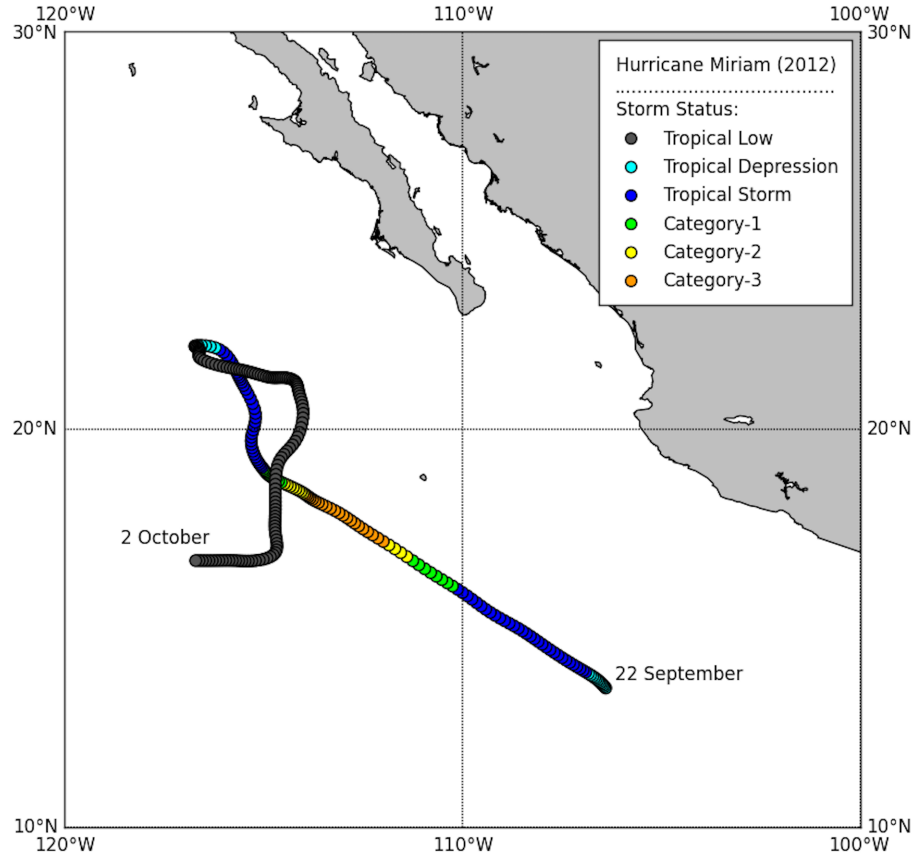 120°W 110°W 100°W
30°N 30°N
Hurricane Miriam (2012)
Storm Status:
Tropical Low
Tropical Depression
Tropical Storm
Category-1
Category-2
Category-3
20°N 20°N
2 October
22 September
10°N 10°N
120°W 110°W 100°W